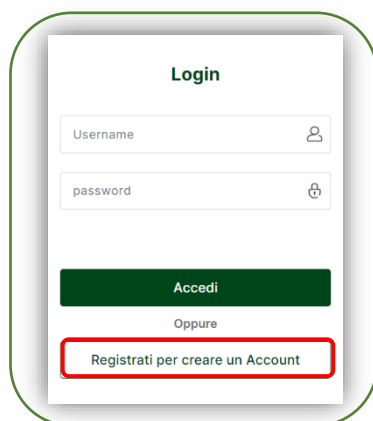 Login
Username
password
Accedi
Oppure
Registrati per creare un Account